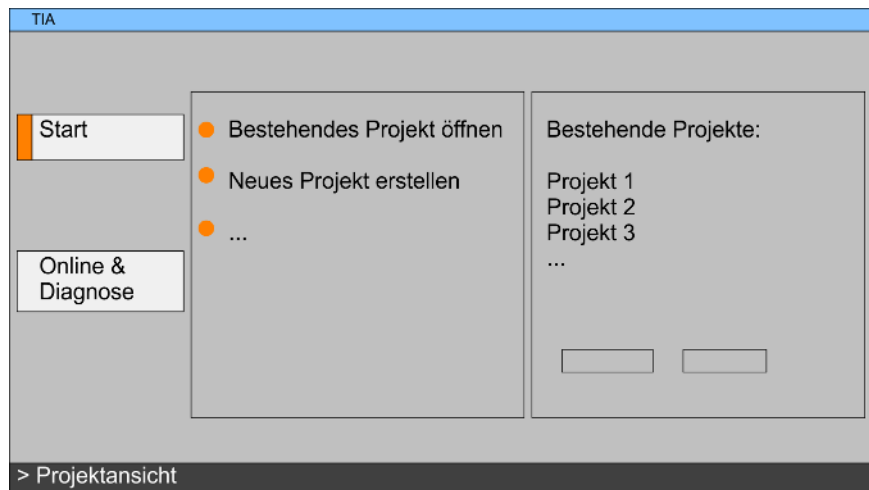 TIA
Start
Online &
Diagnose
Bestehendes Projekt öffnen
Neues Projekt erstellen
...
Bestehende Projekte:
Projekt 1
Projekt 2
Projekt 3
...
> Projektansicht